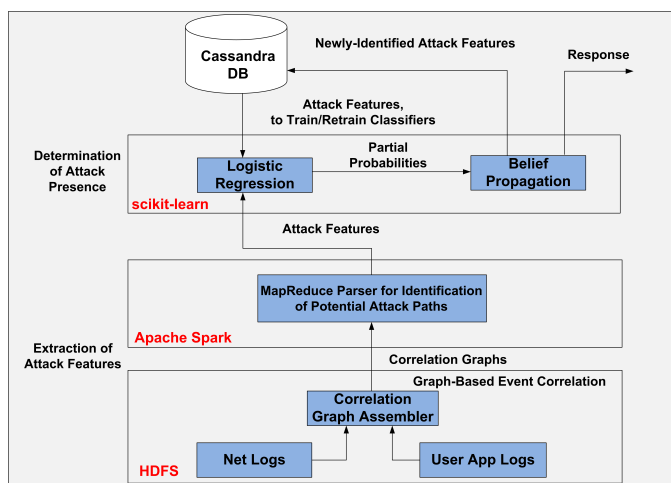 Newly-Identified Attack Features
Response
Cassandra
DB
Attack Features,
to Train/Retrain Classifiers
Determination
of Attack
Presence
Partial
Probabilities
Logistic
Regression
Belief
Propagation
scikit-learn
Attack Features
MapReduce Parser for Identification
of Potential Attack Paths
Apache Spark
Extraction of
Attack Features
Correlation Graphs
Graph-Based Event Correlation
Correlation
Graph Assembler
Net Logs
User App Logs
HDFS